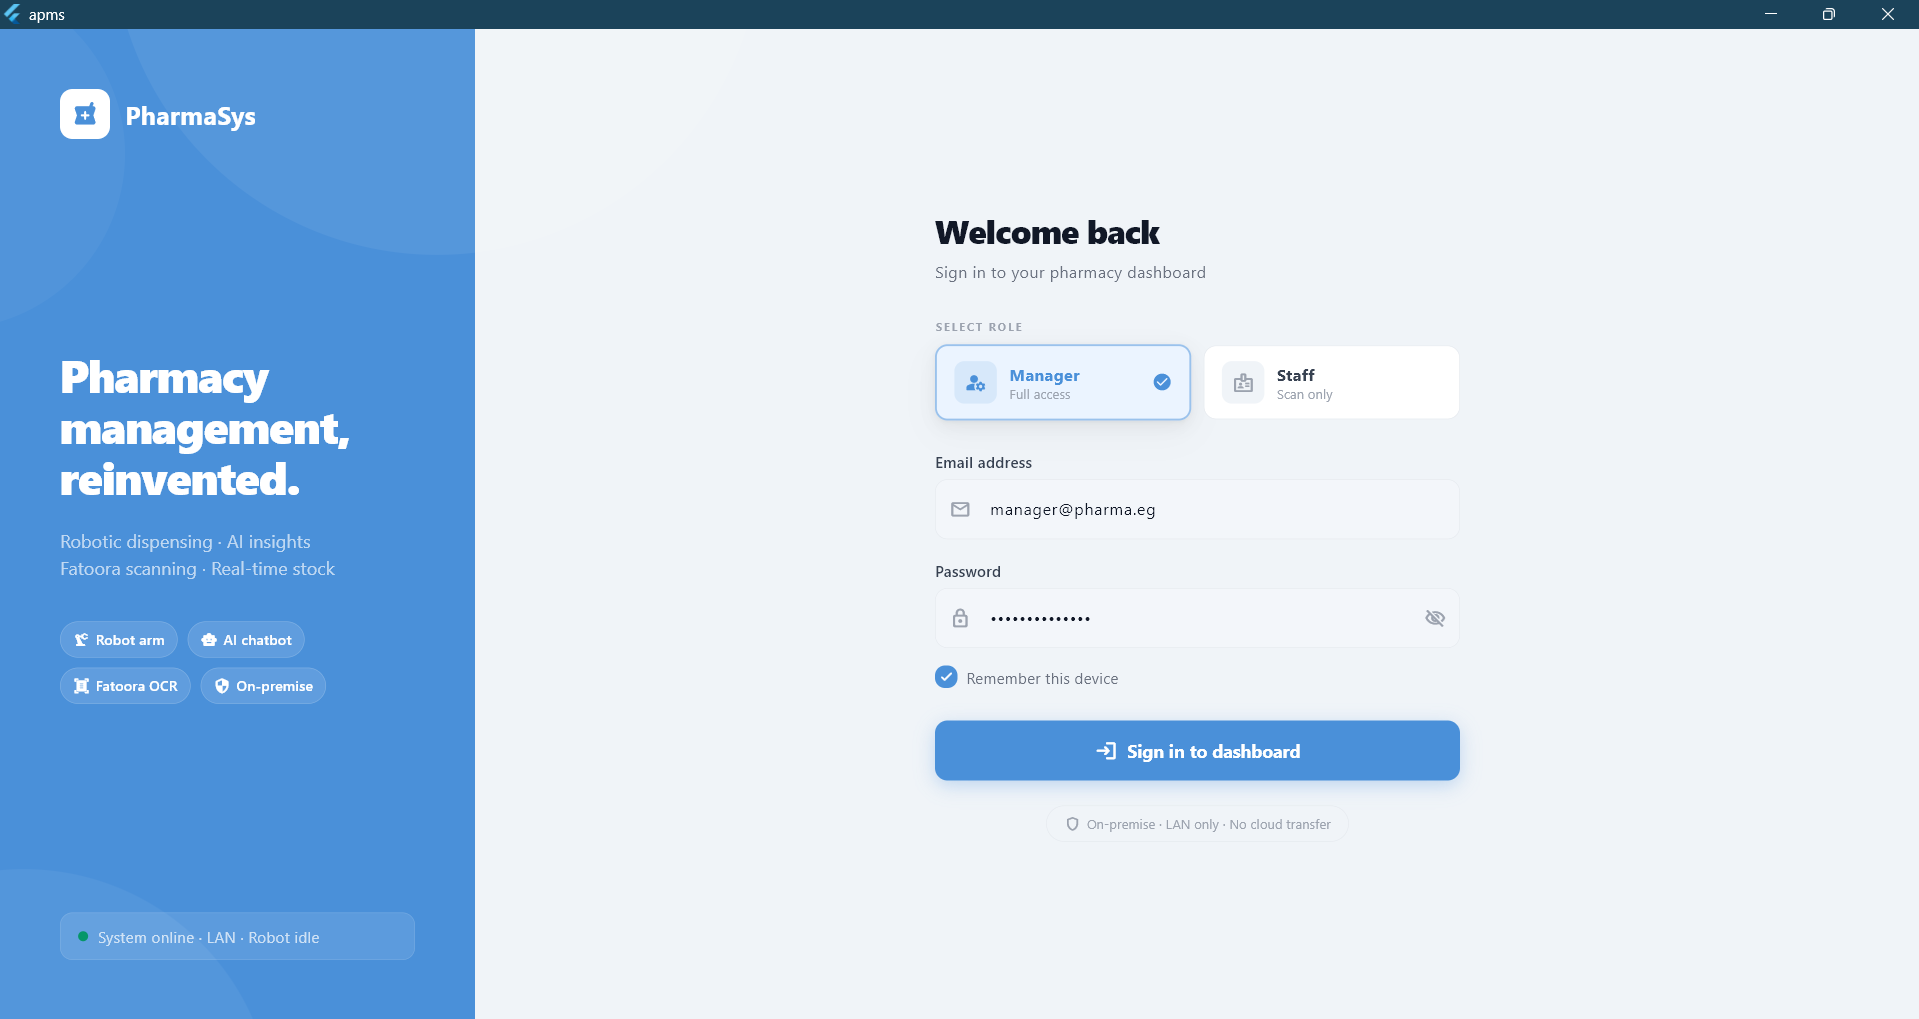 apms
PharmaSys
Pharmacy
management,
reinvented.
Robotic dispensing · AI insights
Fatoora scanning · Real-time stock
Robot arm
AI chatbot
Fatoora OCR
On-premise
System online · LAN · Robot idle
Welcome back
Sign in to your pharmacy dashboard
SELECT ROLE
Manager
Full access
Staff
Scan only
Email address
manager@pharma.eg
Password
••••••••••••••
Remember this device
Sign in to dashboard
On-premise · LAN only · No cloud transfer